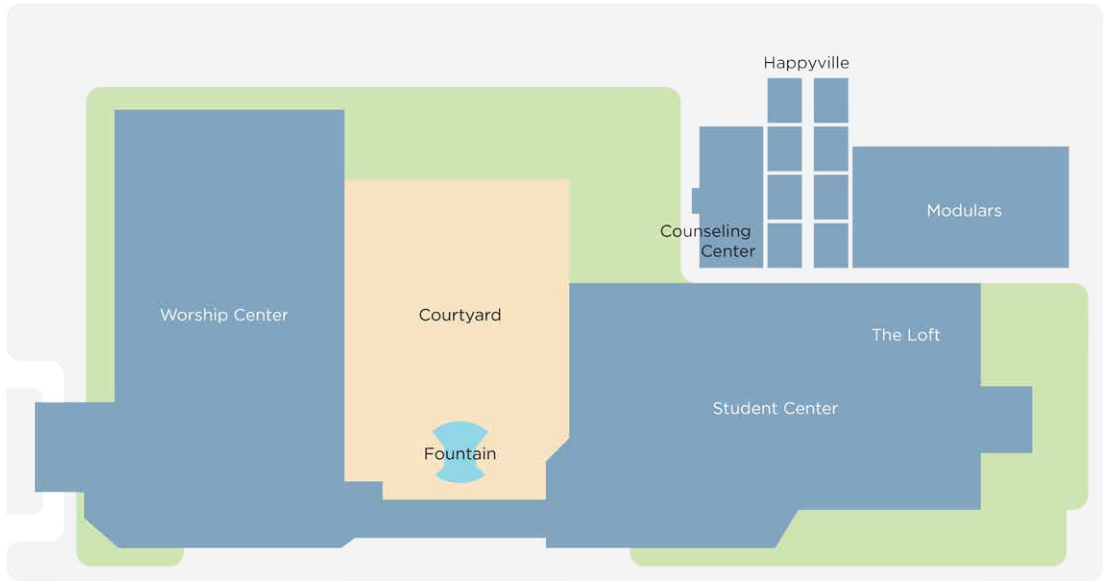 Happyville
Modulars
Counseling
Center
Worship Center
Courtyard
The Loft
Student Center
Fountain